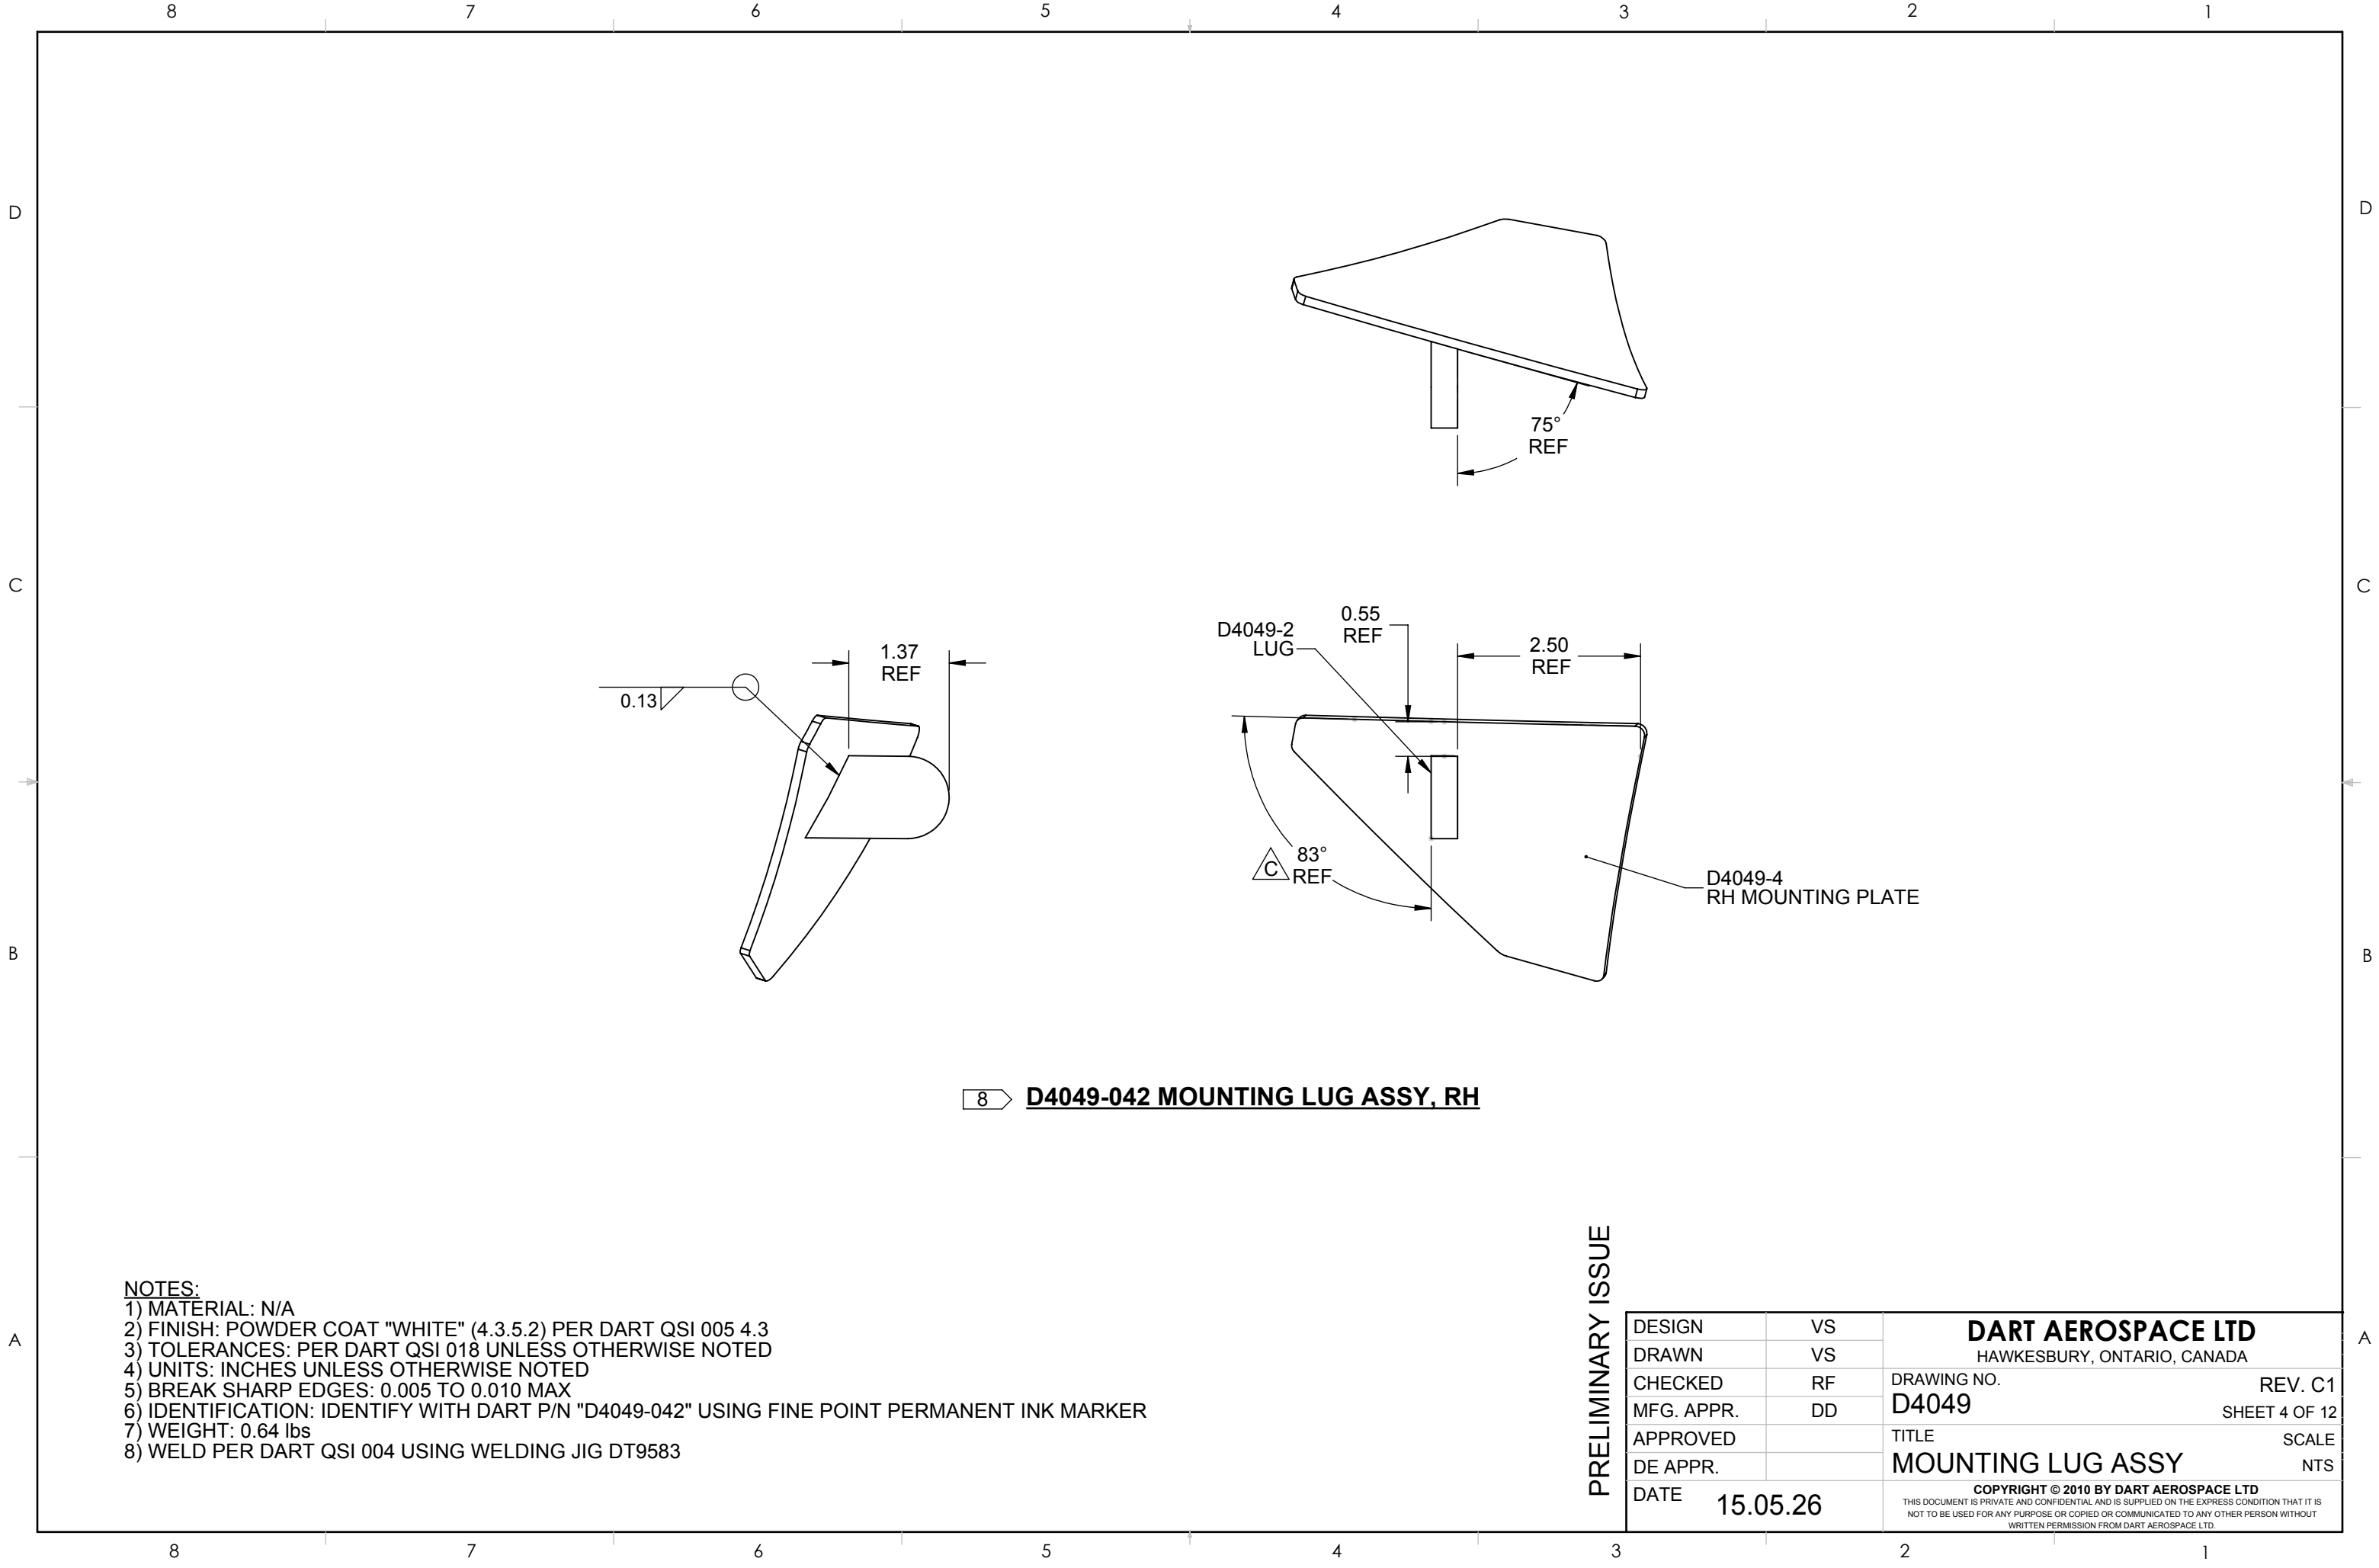 8 7 6 5 4 3 2 1
D D
75°
REF
C C
D4049-2
LUG
0.55
REF
2.50
REF
1.37
REF
0.13
83°
REF
C
D4049-4
RH MOUNTING PLATE
B B
8 D4049-042 MOUNTING LUG ASSY, RH
NOTES:
1) MATERIAL: N/A
2) FINISH: POWDER COAT "WHITE" (4.3.5.2) PER DART QSI 005 4.3
3) TOLERANCES: PER DART QSI 018 UNLESS OTHERWISE NOTED
4) UNITS: INCHES UNLESS OTHERWISE NOTED
5) BREAK SHARP EDGES: 0.005 TO 0.010 MAX
6) IDENTIFICATION: IDENTIFY WITH DART P/N "D4049-042" USING FINE POINT PERMANENT INK MARKER
7) WEIGHT: 0.64 lbs
8) WELD PER DART QSI 004 USING WELDING JIG DT9583
A A
PRELIMINARY ISSUE
DESIGN VS
DRAWN VS
CHECKED RF
MFG. APPR. DD
APPROVED
DE APPR.
DATE 15.05.26
DART AEROSPACE LTD
HAWKESBURY, ONTARIO, CANADA
DRAWING NO. REV. C1
D4049 SHEET 4 OF 12
TITLE SCALE
MOUNTING LUG ASSY NTS
COPYRIGHT © 2010 BY DART AEROSPACE LTD
THIS DOCUMENT IS PRIVATE AND CONFIDENTIAL AND IS SUPPLIED ON THE EXPRESS CONDITION THAT IT IS
NOT TO BE USED FOR ANY PURPOSE OR COPIED OR COMMUNICATED TO ANY OTHER PERSON WITHOUT
WRITTEN PERMISSION FROM DART AEROSPACE LTD.
8 7 6 5 4 3 2 1